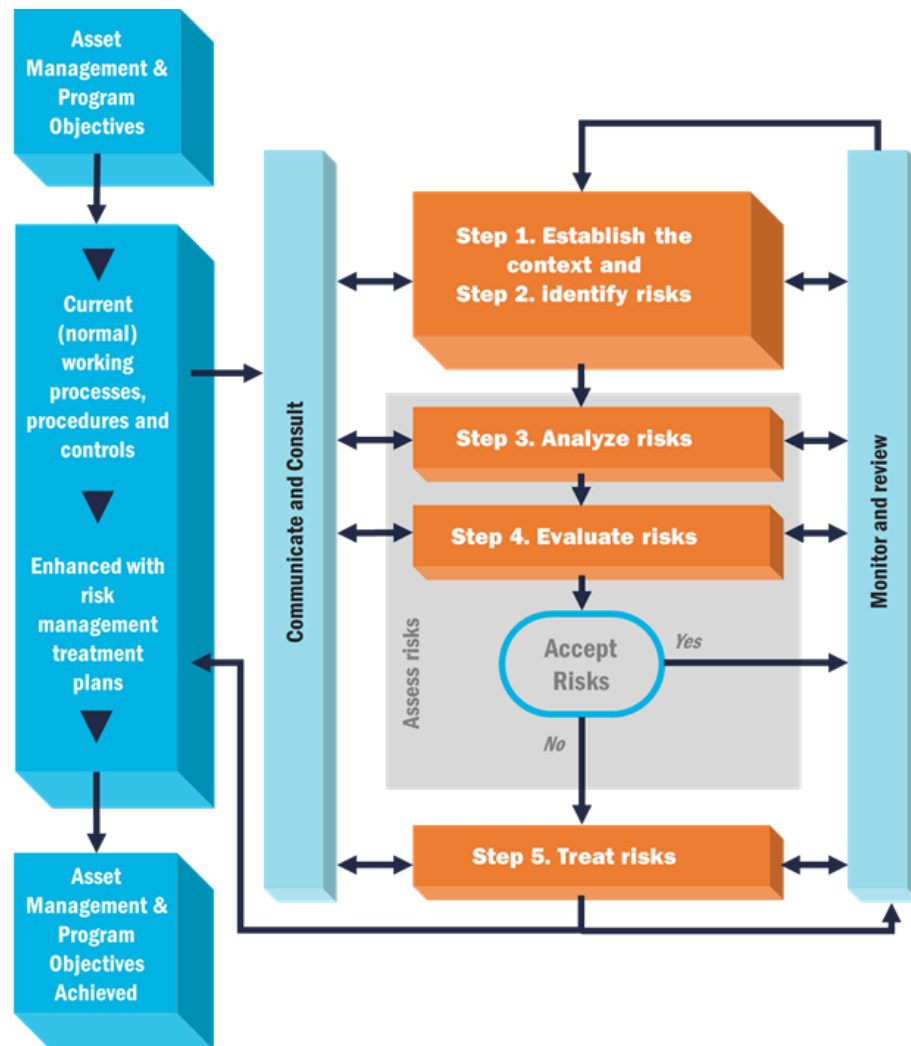 Asset
Management &
Program
Objectives
Current
(normal)
working
processes,
procedures and
controls
Enhanced with
risk
management
treatment
plans
Asset
Management &
Program
Objectives
Achieved
Communicate and Consult
Step 1. Establish the
context and
Step 2. identify risks
Step 3. Analyze risks
Step 4. Evaluate risks
Assess risks
Accept
Risks
Yes
No
Step 5. Treat risks
Monitor and review